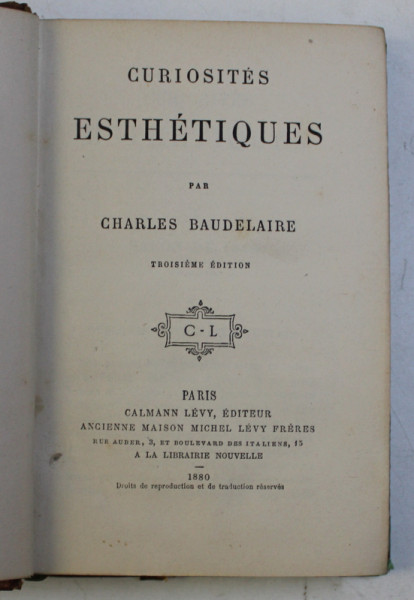 CURIOSITÉS
ESTHÉTIQUES
PAR
CHARLES BAUDELAIRE
TROISIÈME ÉDITION
C-L
PARIS
CALMANN LÉVY, ÉDITEUR
ANCIENNE MAISON MICHEL LÉVY FRÈRES
RUE AUBER, 3, ET BOULEVARD DES ITALIENS, 15
A LA LIBRAIRIE NOUVELLE
1880
Droits de reproduction et de traduction réservés